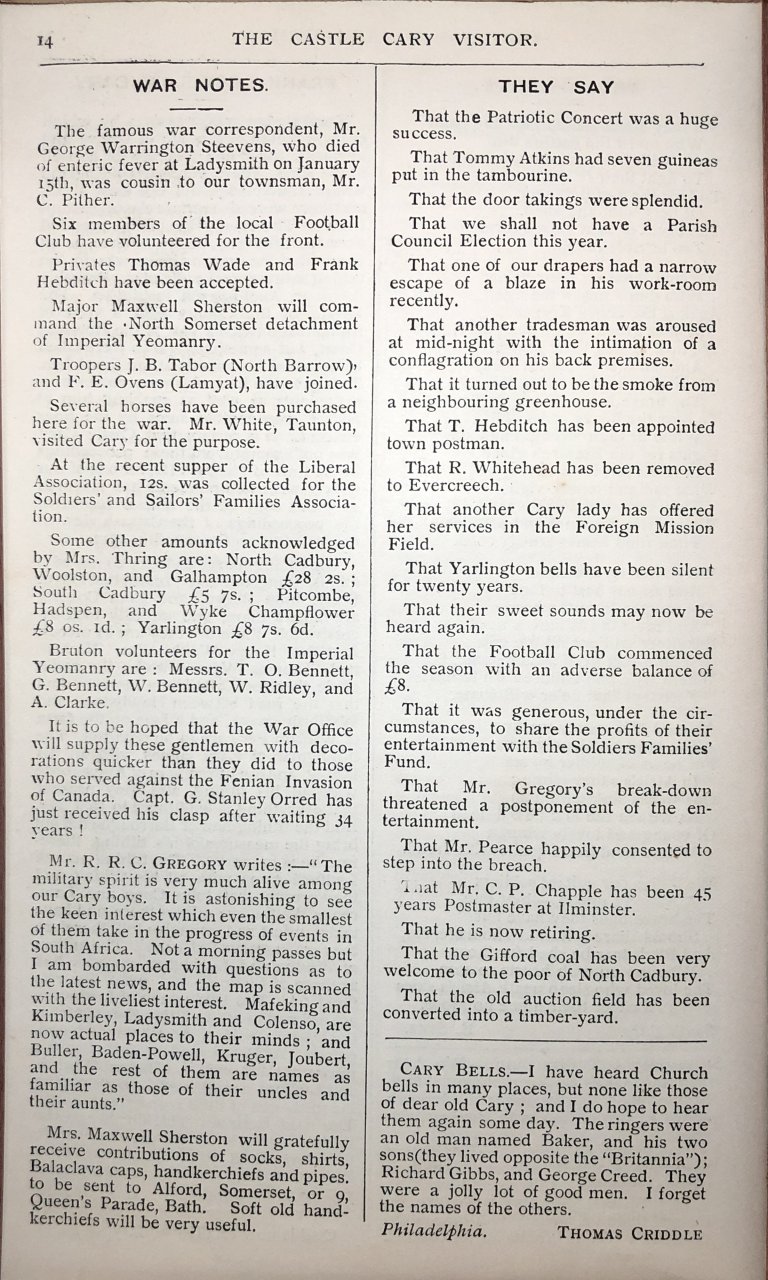 14
THE CASTLE CARY VISITOR.
WAR NOTES.
The famous war correspondent, Mr.
George Warrington Steevens, who died
of enteric fever at Ladysmith on January
15th, was cousin to our townsman, Mr.
C. Pither.
Six members of the local Football
Club have volunteered for the front.
Privates Thomas Wade and Frank
Hebditch have been accepted.
Major Maxwell Sherston will com-
mand the North Somerset detachment
of Imperial Yeomanry.
Troopers J. B. Tabor (North Barrow),
and F. E. Ovens (Lamyat), have joined.
Several horses have been purchased
here for the war. Mr. White, Taunton,
visited Cary for the purpose.
At the recent supper of the Liberal
Association, 12s. was collected for the
Soldiers' and Sailors' Families Associa-
tion.
Some other amounts acknowledged
by Mrs. Thring are: North Cadbury,
Woolston, and Galhampton £28 2s. ;
South Cadbury £5 7s. ; Pitcombe,
Hadspen, and Wyke Champflower
£8 0s. 1d. ; Yarlington £8 7s. 6d.
Bruton volunteers for the Imperial
Yeomanry are : Messrs. T. O. Bennett,
G. Bennett, W. Bennett, W. Ridley, and
A. Clarke.
It is to be hoped that the War Office
will supply these gentlemen with deco-
rations quicker than they did to those
who served against the Fenian Invasion
of Canada. Capt. G. Stanley Orred has
just received his clasp after waiting 34
years !
Mr. R. R. C. GREGORY writes :—"The
military spirit is very much alive among
our Cary boys. It is astonishing to see
the keen interest which even the smallest
of them take in the progress of events in
South Africa. Not a morning passes but
I am bombarded with questions as to
the latest news, and the map is scanned
with the liveliest interest. Mafeking and
Kimberley, Ladysmith and Colenso, are
now actual places to their minds ; and
Buller, Baden-Powell, Kruger, Joubert,
and the rest of them are names as
familiar as those of their uncles and
their aunts."
Mrs. Maxwell Sherston will gratefully
receive contributions of socks, shirts,
Balaclava caps, handkerchiefs and pipes.
to be sent to Alford, Somerset, or 9,
Queen's Parade, Bath. Soft old hand-
kerchiefs will be very useful.
THEY SAY
That the Patriotic Concert was a huge
success.
That Tommy Atkins had seven guineas
put in the tambourine.
That the door takings were splendid.
That we shall not have a Parish
Council Election this year.
That one of our drapers had a narrow
escape of a blaze in his work-room
recently.
That another tradesman was aroused
at mid-night with the intimation of a
conflagration on his back premises.
That it turned out to be the smoke from
a neighbouring greenhouse.
That T. Hebditch has been appointed
town postman.
That R. Whitehead has been removed
to Evercreech.
That another Cary lady has offered
her services in the Foreign Mission
Field.
That Yarlington bells have been silent
for twenty years.
That their sweet sounds may now be
heard again.
That the Football Club commenced
the season with an adverse balance of
£8.
That it was generous, under the cir-
cumstances, to share the profits of their
entertainment with the Soldiers Families'
Fund.
That Mr. Gregory's break-down
threatened a postponement of the en-
tertainment.
That Mr. Pearce happily consented to
step into the breach.
That Mr. C. P. Chapple has been 45
years Postmaster at Ilminster.
That he is now retiring.
That the Gifford coal has been very
welcome to the poor of North Cadbury.
That the old auction field has been
converted into a timber-yard.
CARY BELLS.—I have heard Church
bells in many places, but none like those
of dear old Cary ; and I do hope to hear
them again some day. The ringers were
an old man named Baker, and his two
sons(they lived opposite the "Britannia");
Richard Gibbs, and George Creed. They
were a jolly lot of good men. I forget
the names of the others.
Philadelphia. THOMAS CRIDDLE